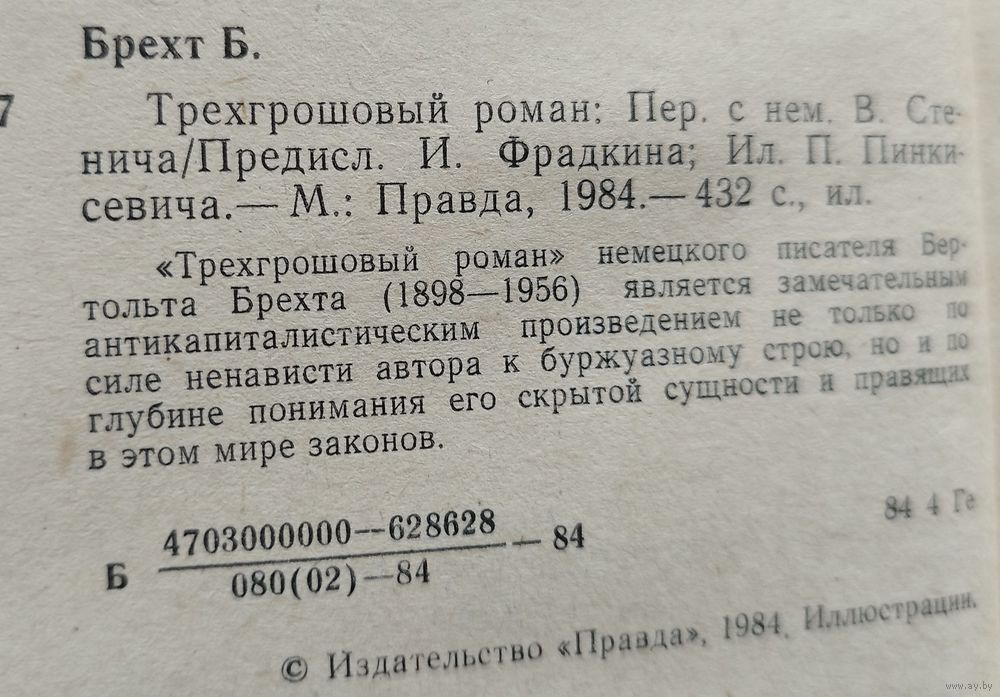 Брехт Б.
7 Трехгрошовый роман: Пер. с нем. В. Сте-
нича/Предисл. И. Фрадкина; Ил. П. Пинки-
севича.— М.: Правда, 1984.— 432 с., ил.
«Трехгрошовый роман» немецкого писателя Бер-
тольта Брехта (1898—1956) является замечательным
антикапиталистическим произведением не только по
силе ненависти автора к буржуазному строю, но и по
глубине понимания его скрытой сущности и правящих
в этом мире законов.
4703000000—628628
Б — 84
080(02)—84
84 4 Ге
© Издательство «Правда», 1984. Иллюстрации.
www.ay.by